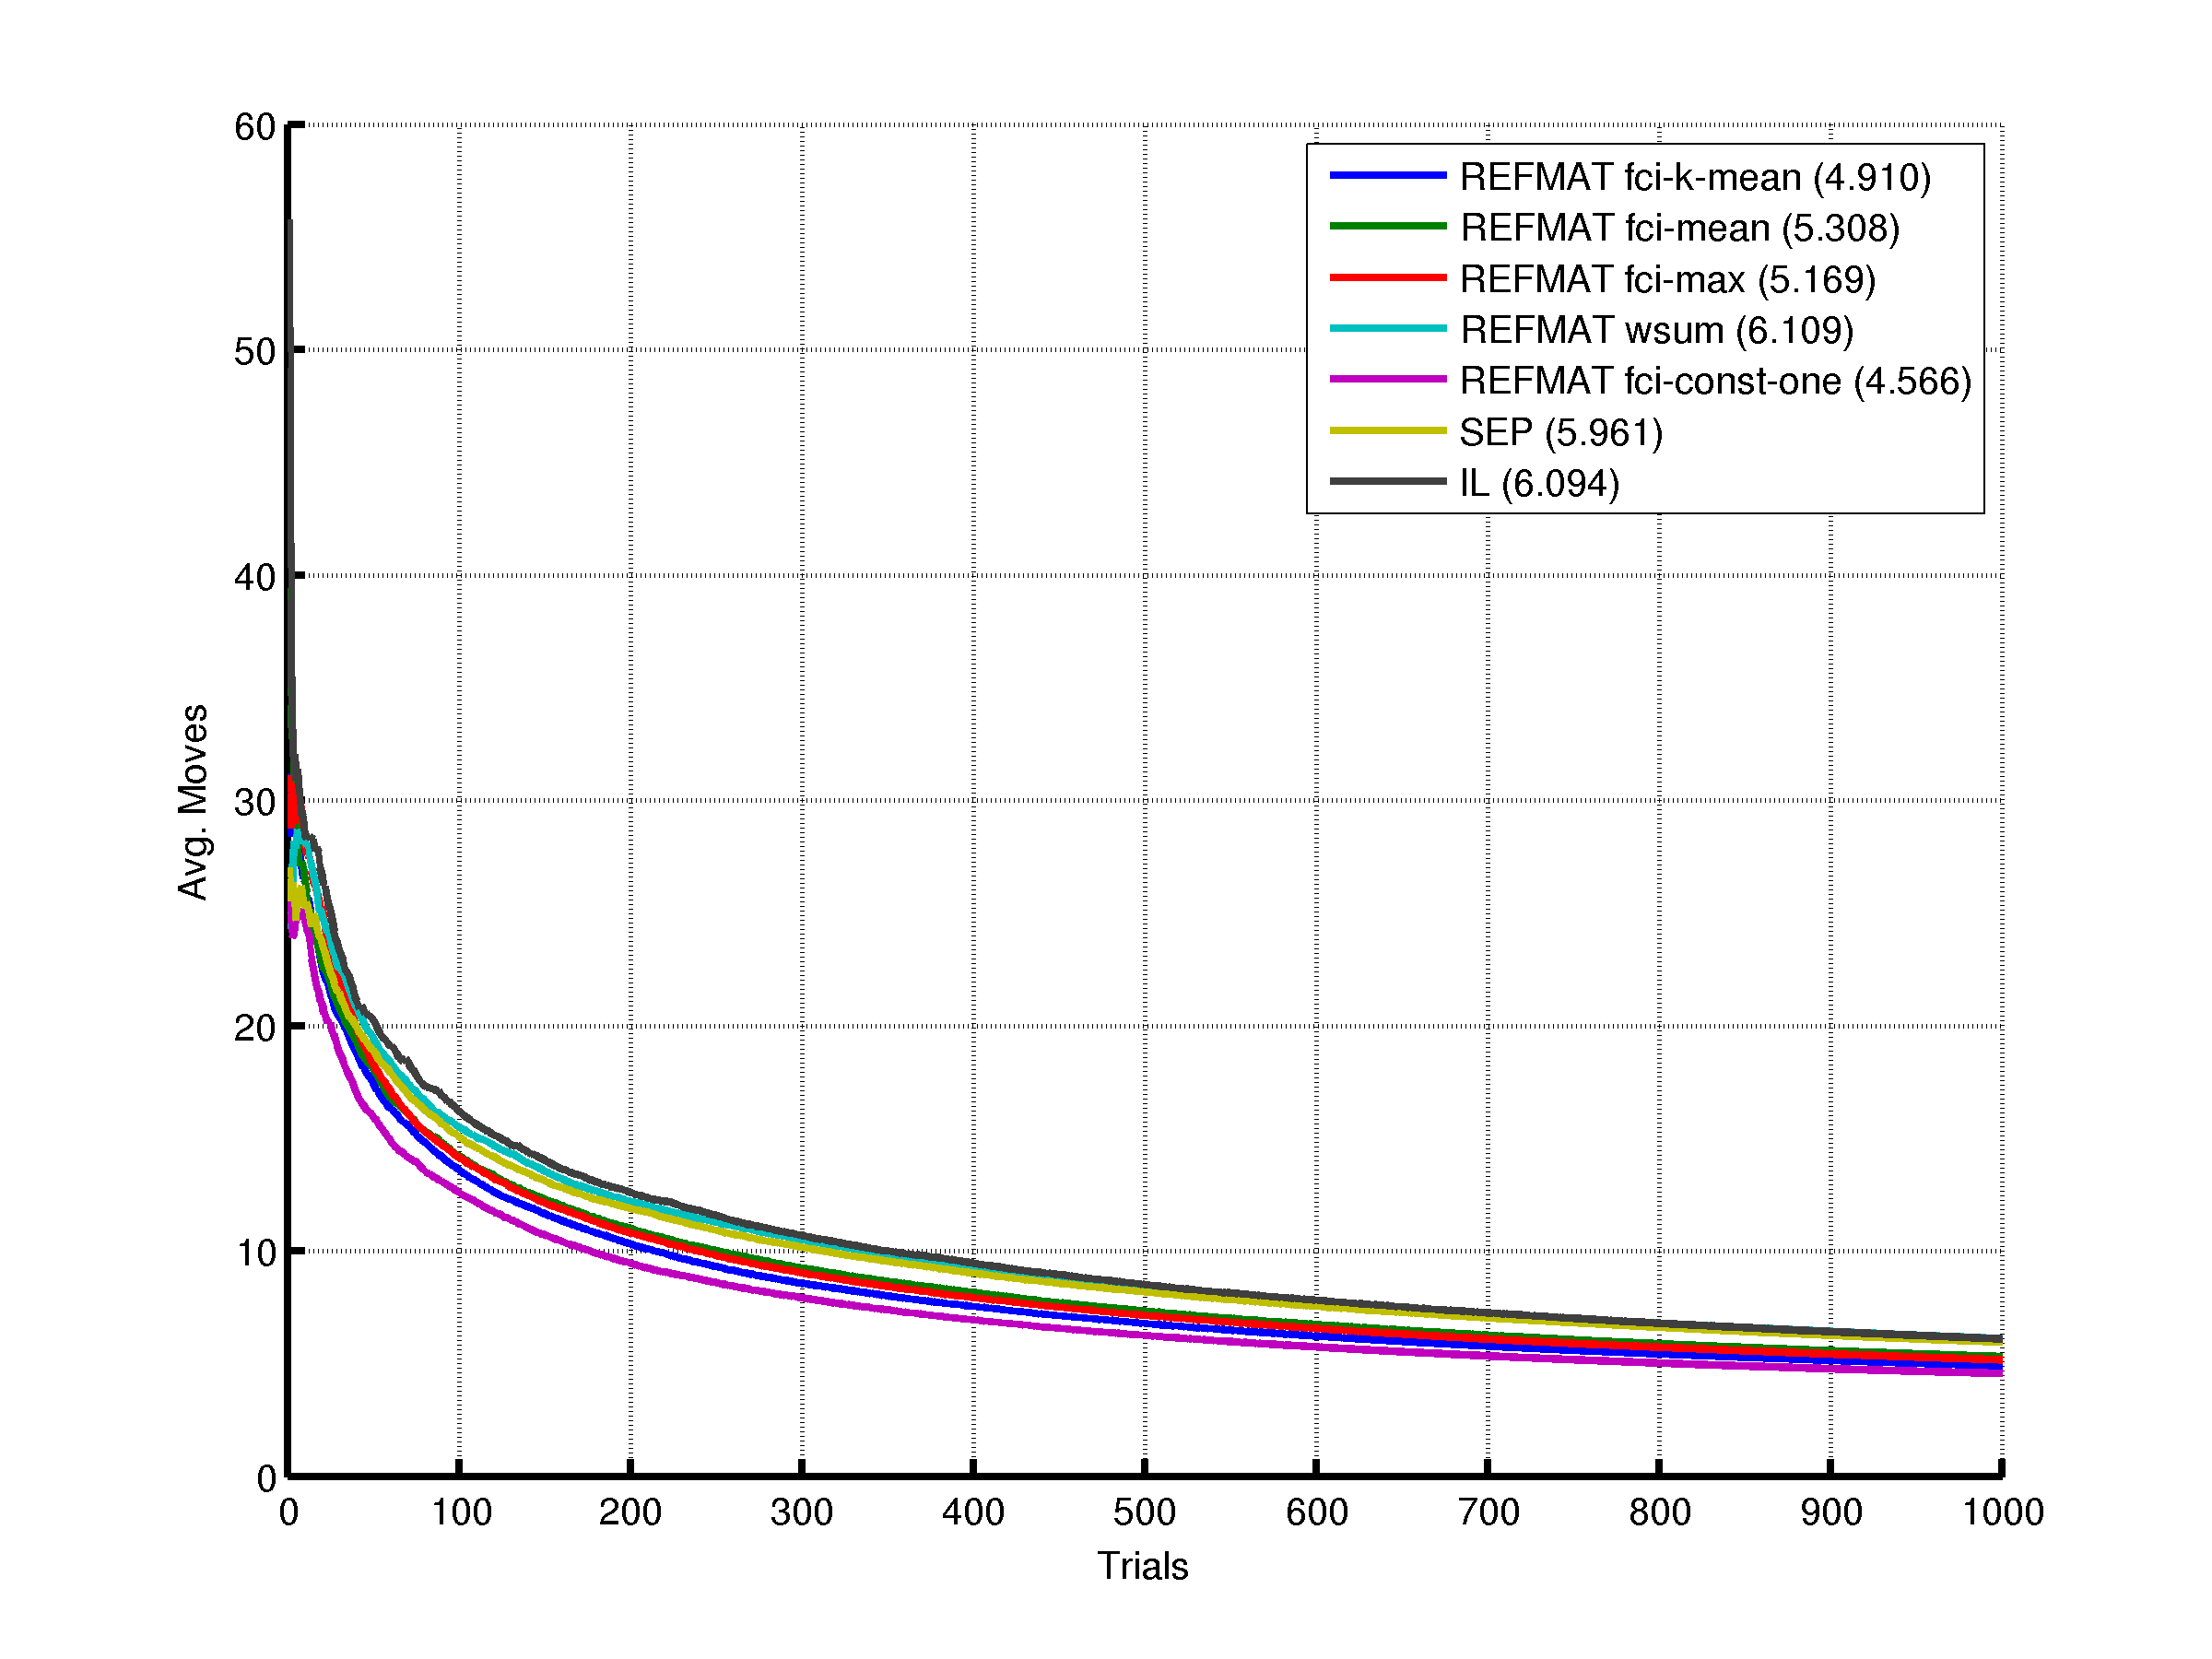 60
50
40
30
20
10
0
Avg. Moves
REFMAT fci-k-mean (4.910)
REFMAT fci-mean (5.308)
REFMAT fci-max (5.169)
REFMAT wsum (6.109)
REFMAT fci-const-one (4.566)
SEP (5.961)
IL (6.094)
0 100 200 300 400 500 600 700 800 900 1000
Trials